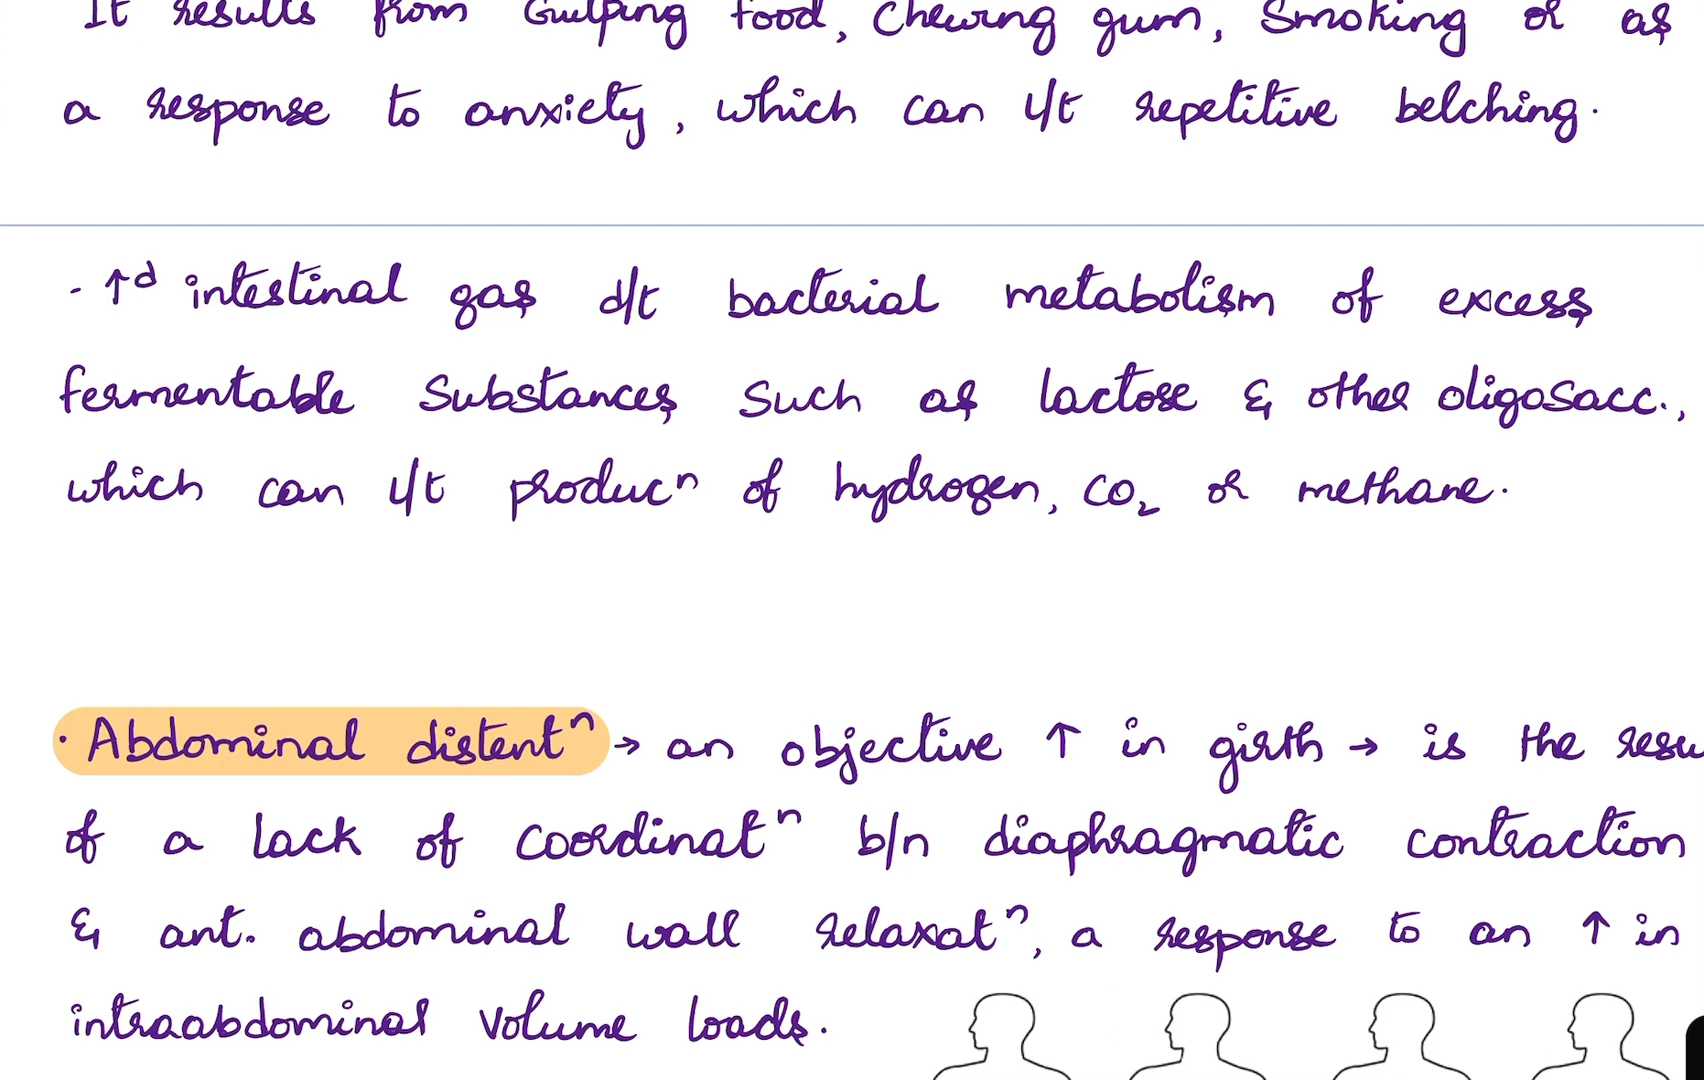 It results from Gulping food, Chewing gum, Smoking or as
a response to anxiety, which can l/t repetitive belching.
- ↑d intestinal gas d/t bacterial metabolism of excess
fermentable Substances such as lactose & other oligosacc.,
which can l/t producn of hydrogen, CO₂ or methane.
· Abdominal distentⁿ → an objective ↑ in girth → is the resu
of a lack of coordinatⁿ b/n diaphragmatic contraction
& ant. abdominal wall relaxatⁿ, a response to an ↑ in
intraabdominal volume loads.